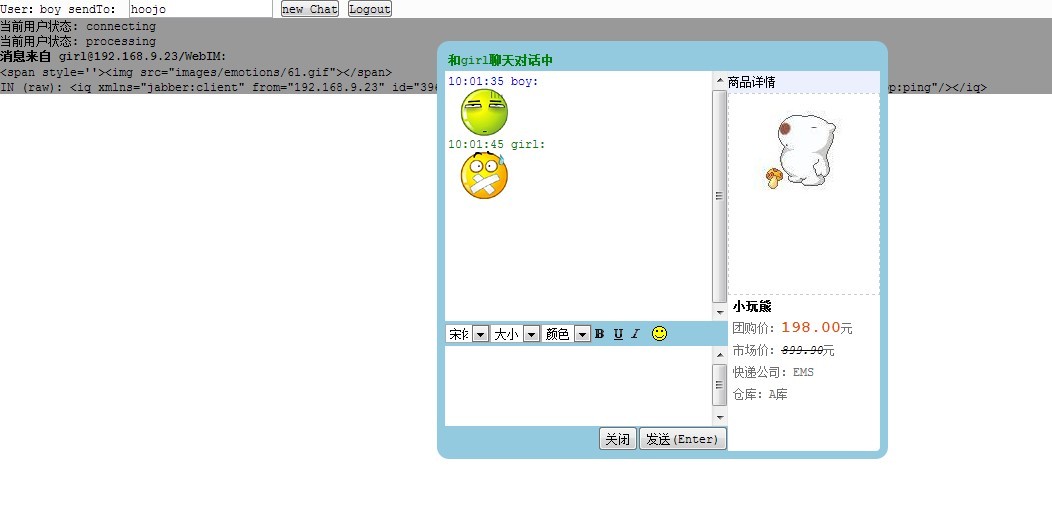 User: boy sendTo: hoojo new Chat Logout
当前用户状态: connecting
当前用户状态: processing
消息来自 girl@192.168.9.23/WebIM:
<span style=''><img src="images/emotions/61.gif"></span>
IN (raw): <iq xmlns="jabber:client" from="192.168.9.23" id="39 p:ping"/></iq>
和girl聊天对话中
10:01:35 boy:
10:01:45 girl:
宋体 大小 颜色 B U I
关闭 发送(Enter)
商品详情
小玩熊
团购价: 198.00元
市场价: 899.90元
快递公司: EMS
仓库: A库